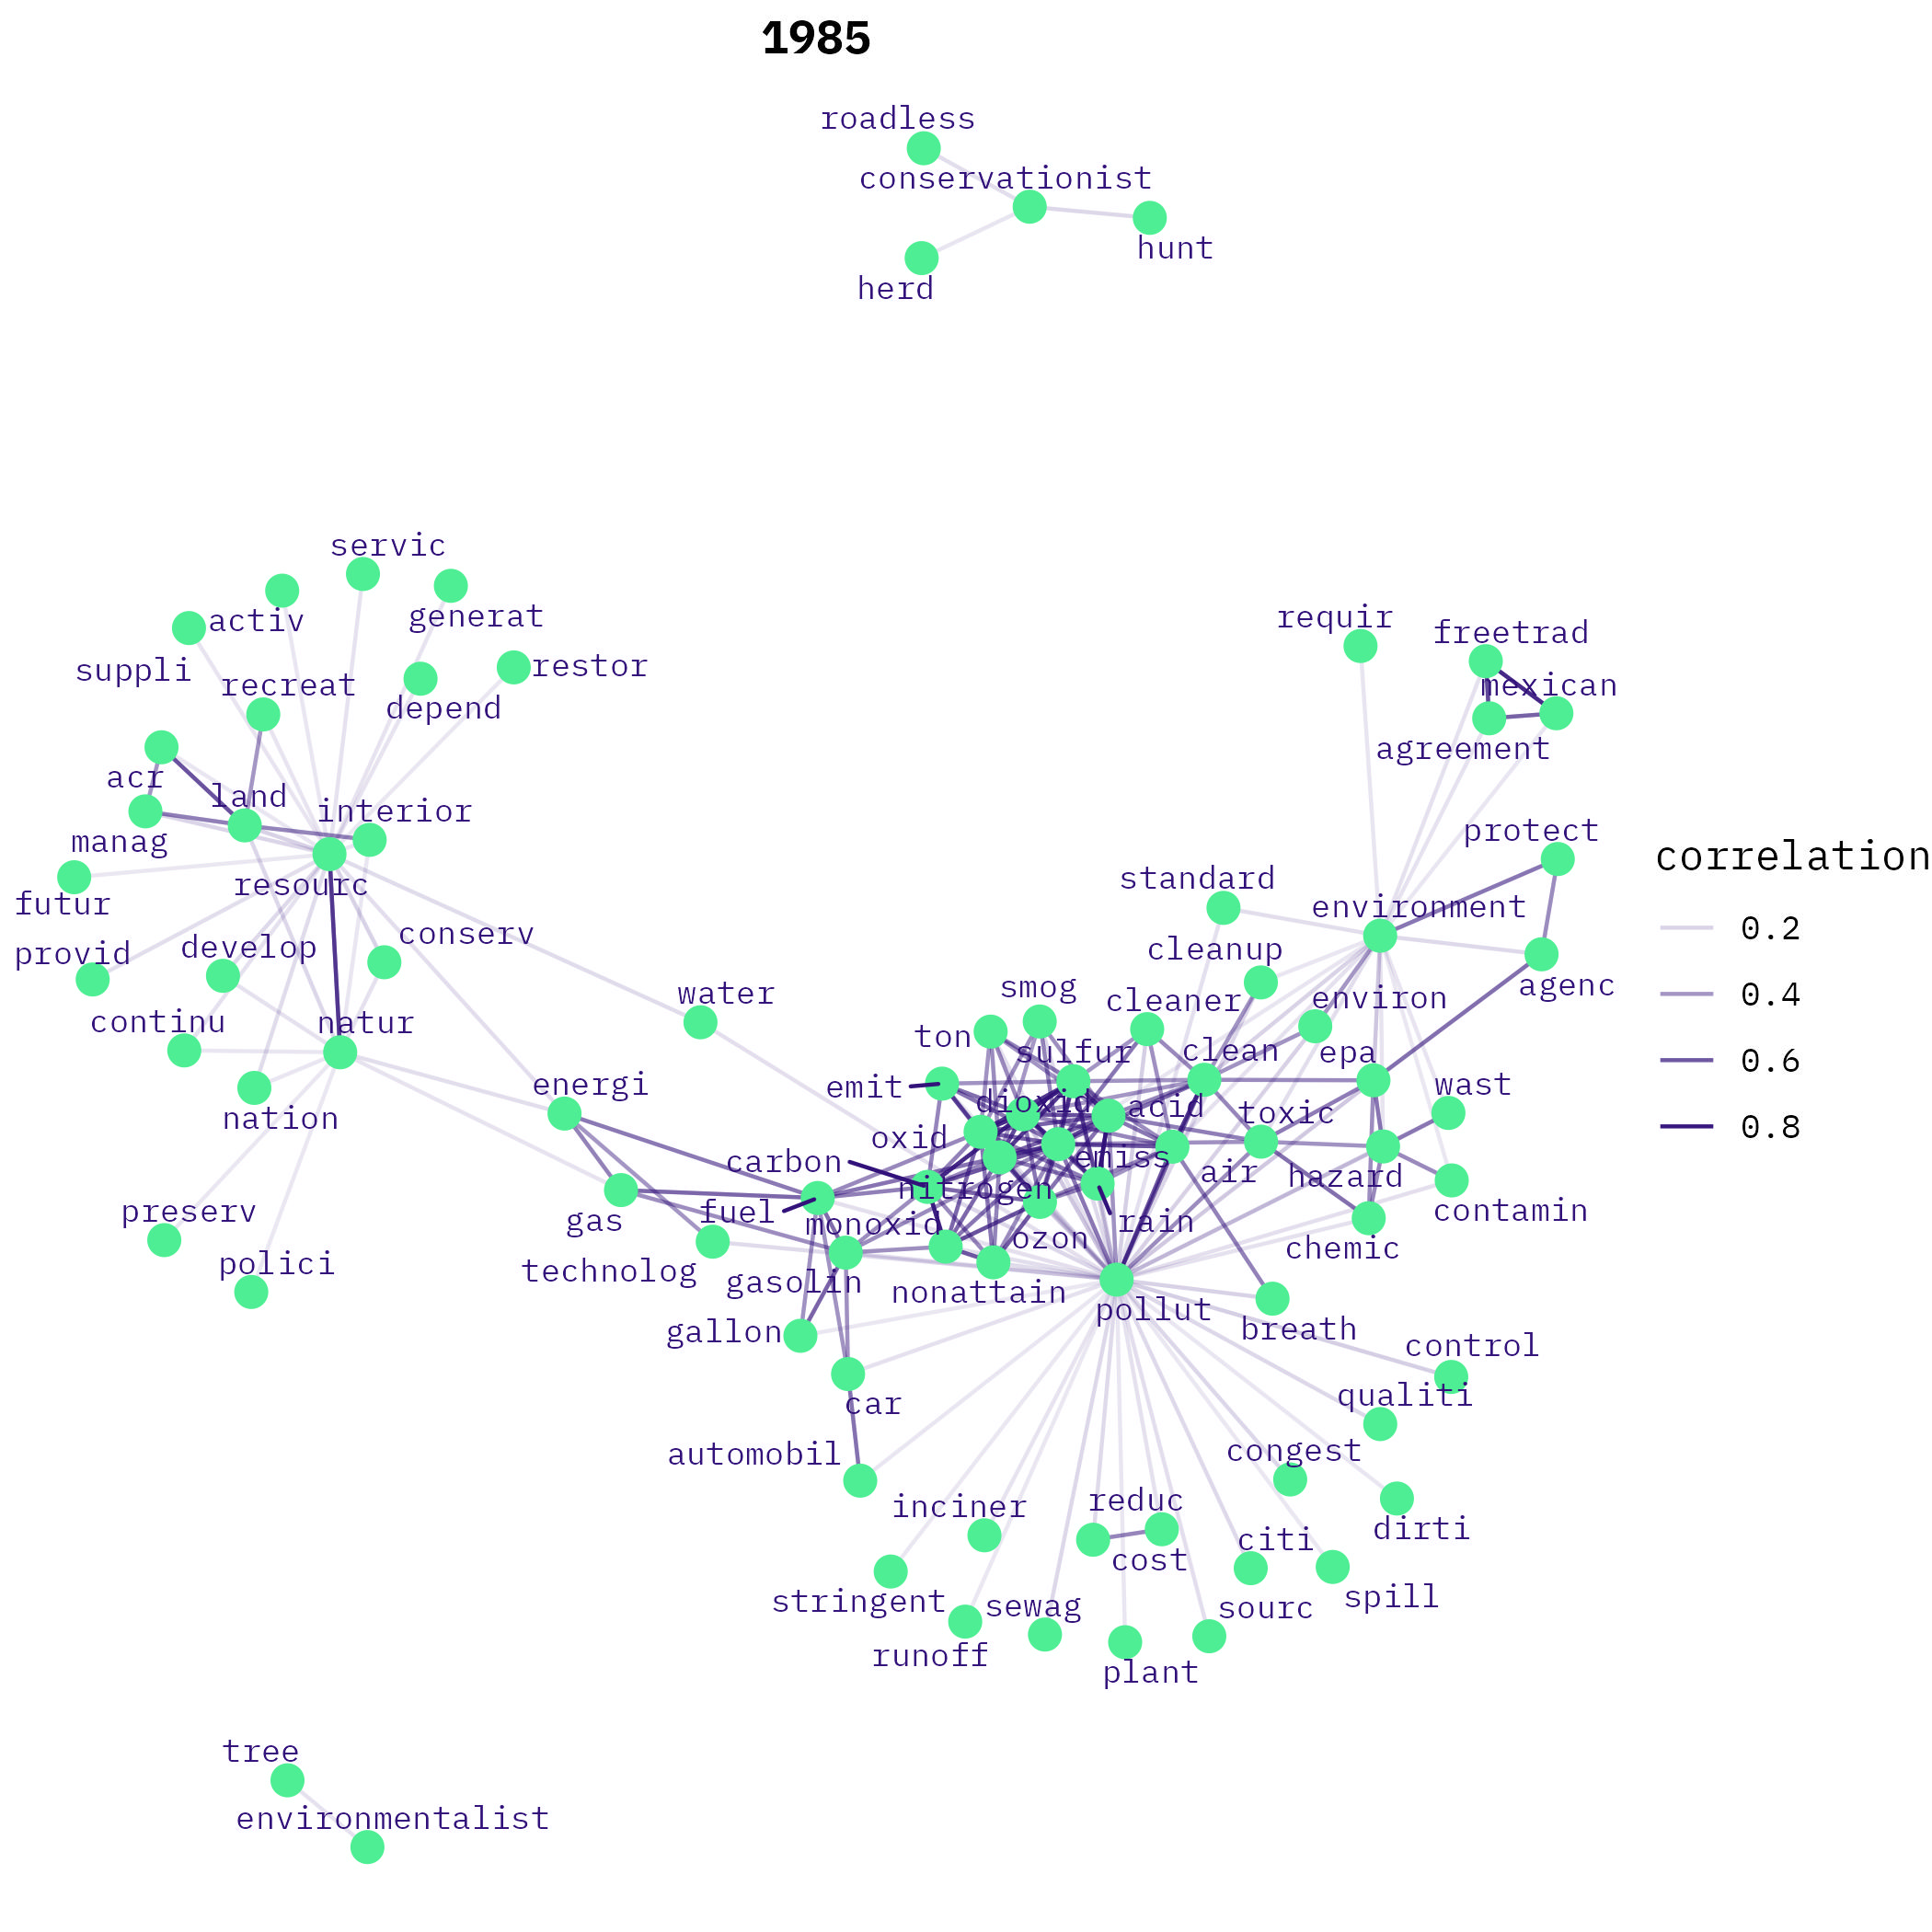 1985
roadless
conservationist
hunt
herd
servic
activ
generat
suppli
recreat
restor
depend
acr
land
interior
manag
resourc
futur
provid
develop
conserv
continu
natur
nation
preserv
polici
water
energi
gas
technolog
requir
freetrad
mexican
agreement
protect
standard
environment
cleanup
agenc
smog
cleaner
environ
ton
sulfur
clean
epa
wast
emit
dioxid
acid
toxic
oxid
carbon
emiss
air
hazard
nitrogen
fuel
monoxid
rain
contamin
ozon
chemic
gasolin
nonattain
pollut
gallon
breath
control
car
qualiti
automobil
congest
inciner
reduc
dirti
citi
cost
stringent
sewag
sourc
spill
runoff
plant
tree
environmentalist
correlation
0.2
0.4
0.6
0.8